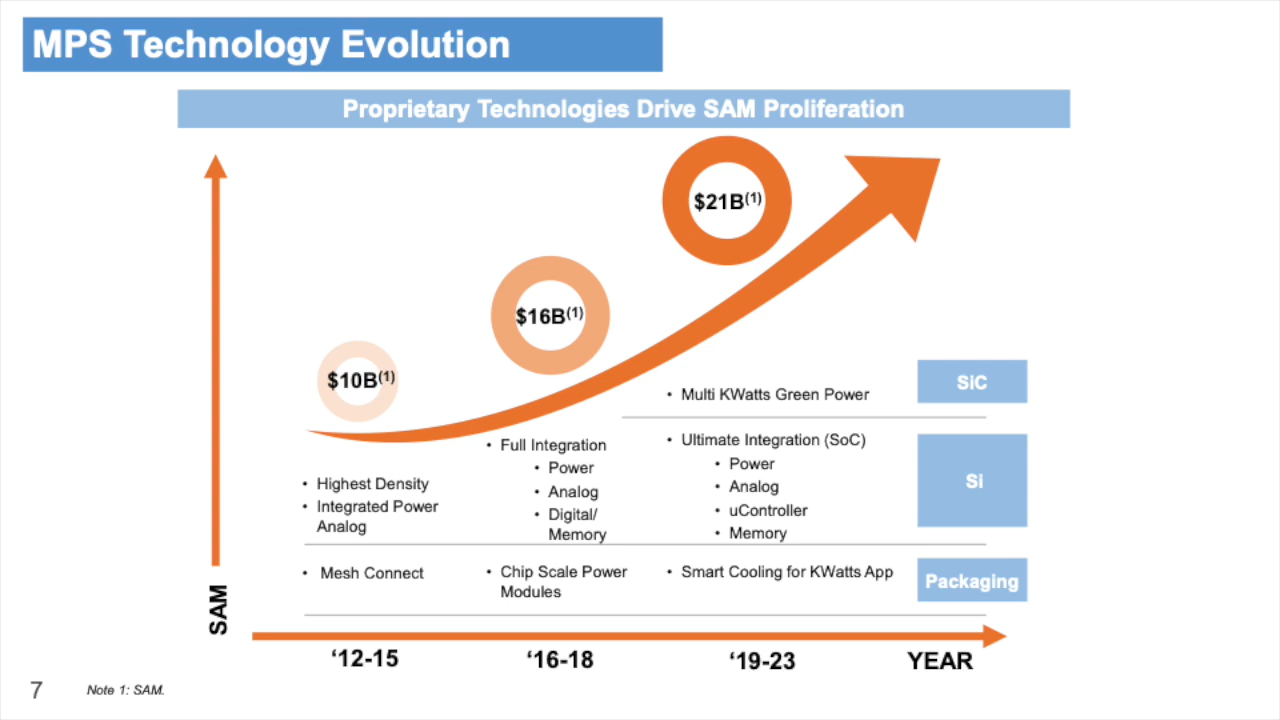 MPS Technology Evolution
Proprietary Technologies Drive SAM Proliferation
$21B(1)
$16B(1)
$10B(1)
• Multi KWatts Green Power
SiC
• Highest Density
• Integrated Power
Analog
• Full Integration
• Power
• Analog
• Digital/
Memory
• Ultimate Integration (SoC)
• Power
• Analog
• uController
• Memory
Si
• Mesh Connect
• Chip Scale Power
Modules
• Smart Cooling for KWatts App
Packaging
SAM
‘12-15
‘16-18
‘19-23
YEAR
7
Note 1: SAM.